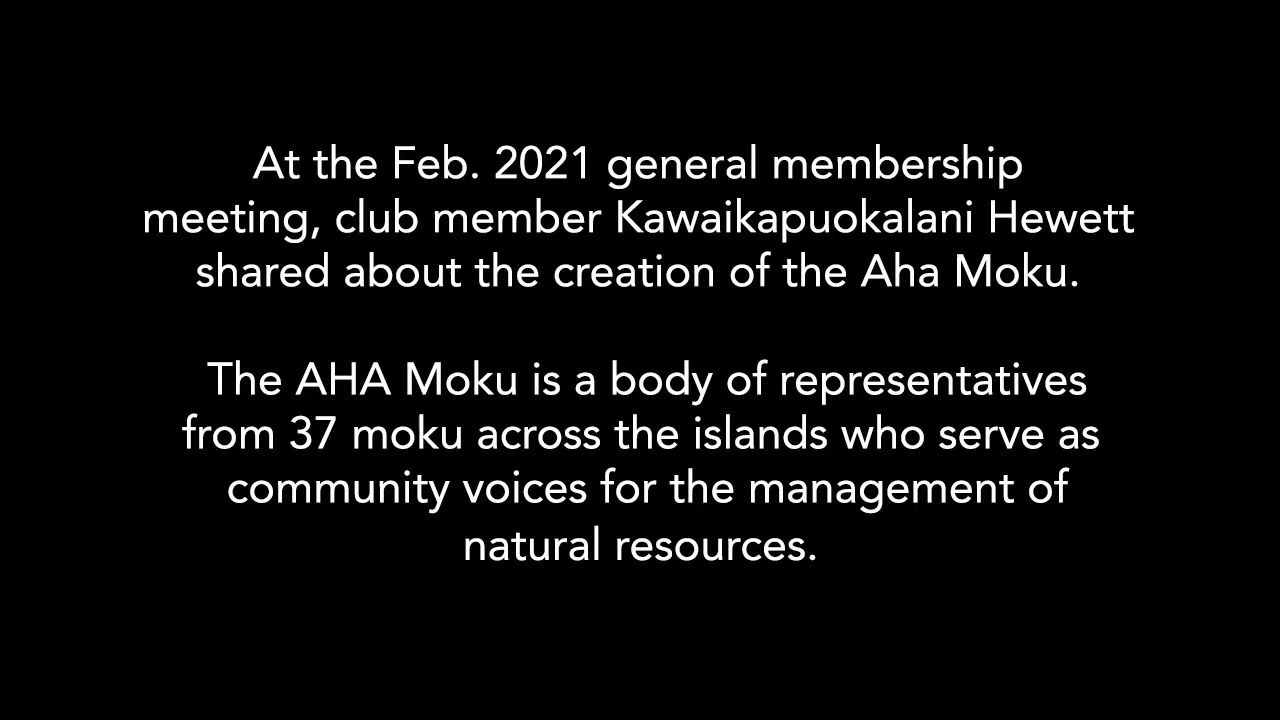 At the Feb. 2021 general membership
meeting, club member Kawaikapuokalani Hewett
shared about the creation of the Aha Moku.
The AHA Moku is a body of representatives
from 37 moku across the islands who serve as
community voices for the management of
natural resources.